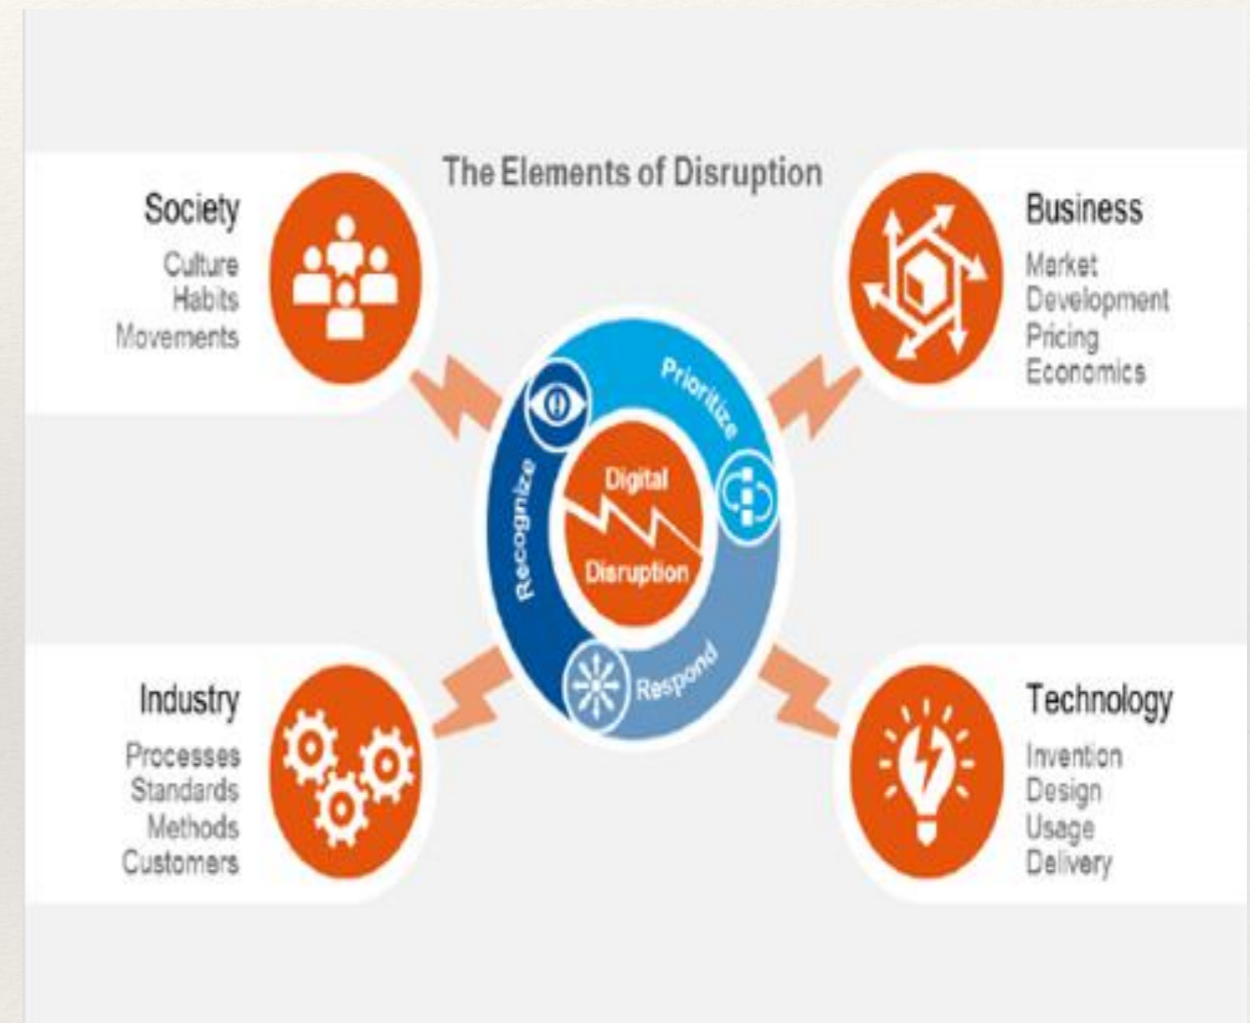 The Elements of Disruption
Society
Culture
Habits
Movements
Business
Market
Development
Pricing
Economics
Recognize
Prioritize
Respond
Digital
Disruption
Industry
Processes
Standards
Methods
Customers
Technology
Invention
Design
Usage
Delivery